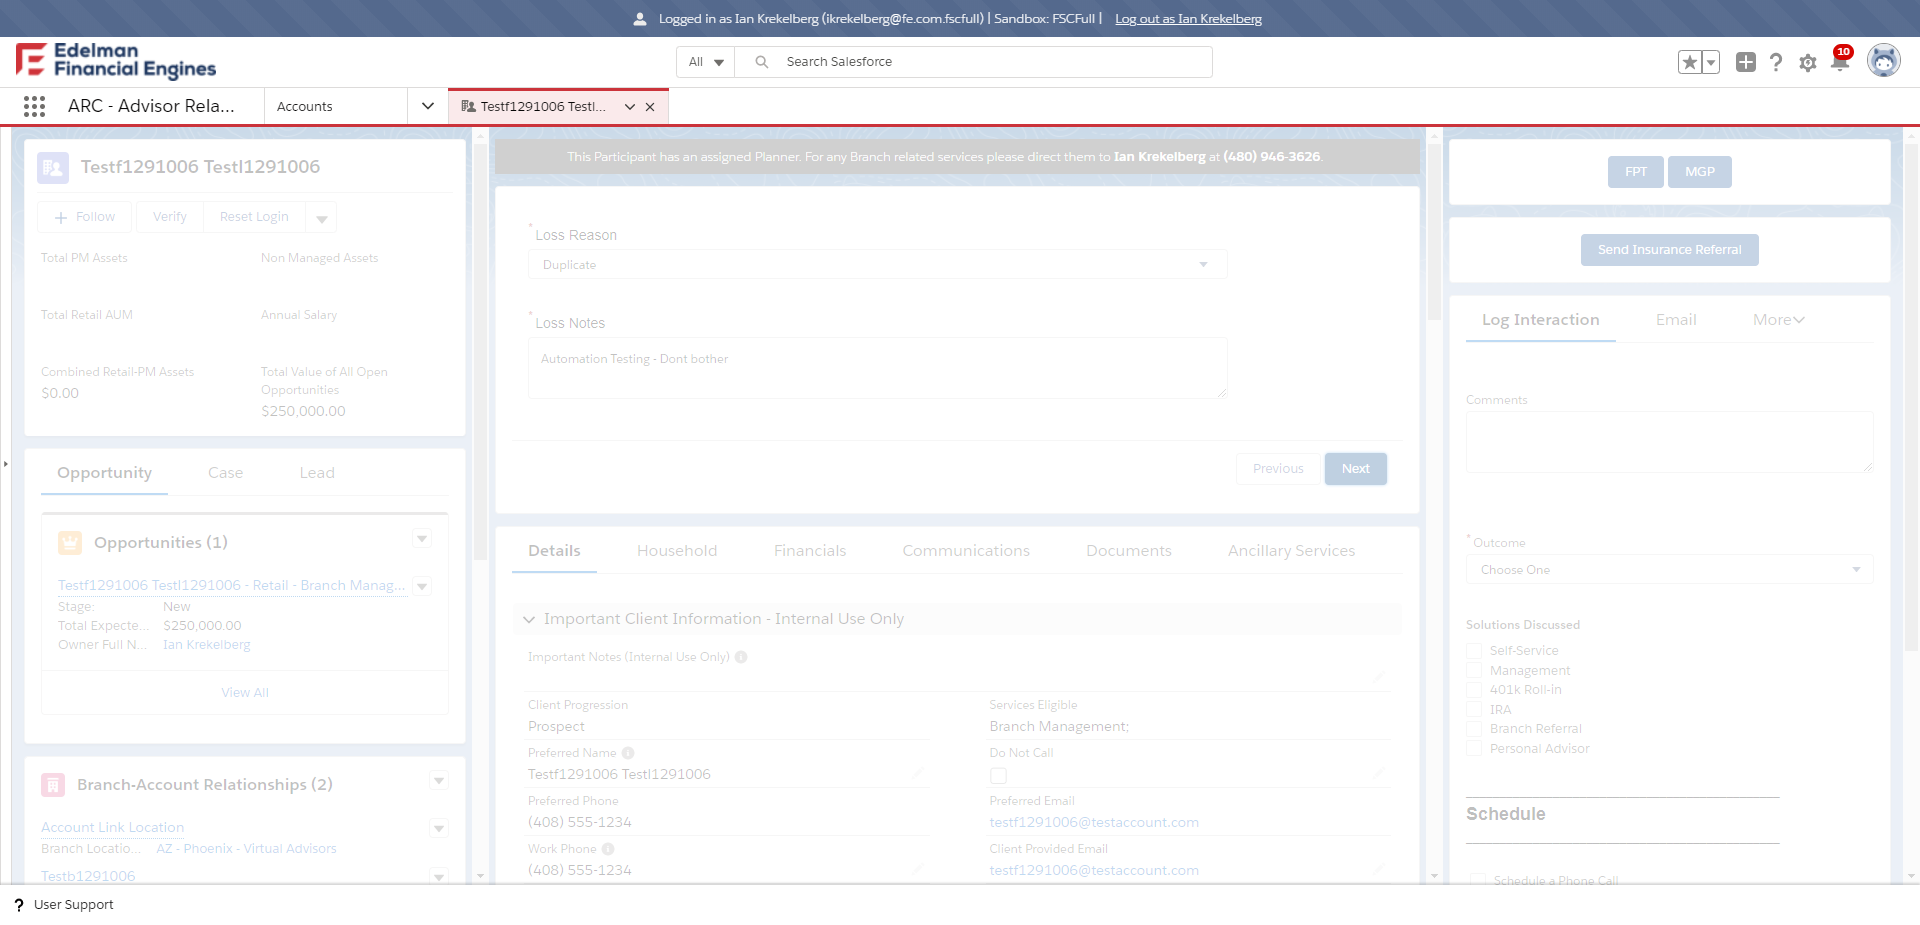 Logged in as Ian Krekelberg (ikrekelberg@fe.com.fscfull) | Sandbox: FSCFull | Log out as Ian Krekelberg
Edelman
Financial Engines
All
Search Salesforce
10
ARC - Advisor Rela...
Accounts
Testf1291006 Testl...
Testf1291006 Testl1291006
Follow
Verify
Reset Login
Total PM Assets
Non Managed Assets
Total Retail AUM
Annual Salary
Combined Retail-PM Assets
$0.00
Total Value of All Open
Opportunities
$250,000.00
Opportunity
Case
Lead
Opportunities (1)
Testf1291006 Testl1291006 - Retail - Branch Manag...
Stage: New
Total Expecte... $250,000.00
Owner Full N... Ian Krekelberg
View All
Branch-Account Relationships (2)
Account Link Location
Branch Locatio... AZ - Phoenix - Virtual Advisors
Testb1291006
This Participant has an assigned Planner. For any Branch related services please direct them to Ian Krekelberg at (480) 946-3626.
* Loss Reason
Duplicate
* Loss Notes
Automation Testing - Dont bother
Previous
Next
Details
Household
Financials
Communications
Documents
Ancillary Services
Important Client Information - Internal Use Only
Important Notes (Internal Use Only)
Client Progression
Prospect
Services Eligible
Branch Management;
Preferred Name
Testf1291006 Testl1291006
Do Not Call
Preferred Phone
(408) 555-1234
Preferred Email
testf1291006@testaccount.com
Work Phone
(408) 555-1234
Client Provided Email
testf1291006@testaccount.com
FPT
MGP
Send Insurance Referral
Log Interaction
Email
More
Comments
* Outcome
Choose One
Solutions Discussed
Self-Service
Management
401k Roll-in
IRA
Branch Referral
Personal Advisor
Schedule
Schedule a Phone Call
? User Support